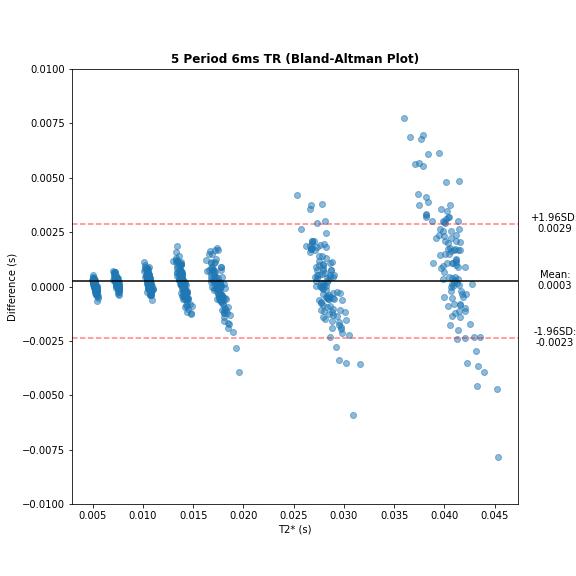 5 Period 6ms TR (Bland-Altman Plot)
0.0100
0.0075
0.0050
0.0025
0.0000
−0.0025
−0.0050
−0.0075
−0.0100
Difference (s)
+1.96SD:
0.0029
Mean:
0.0003
-1.96SD:
-0.0023
0.005 0.010 0.015 0.020 0.025 0.030 0.035 0.040 0.045
T2* (s)